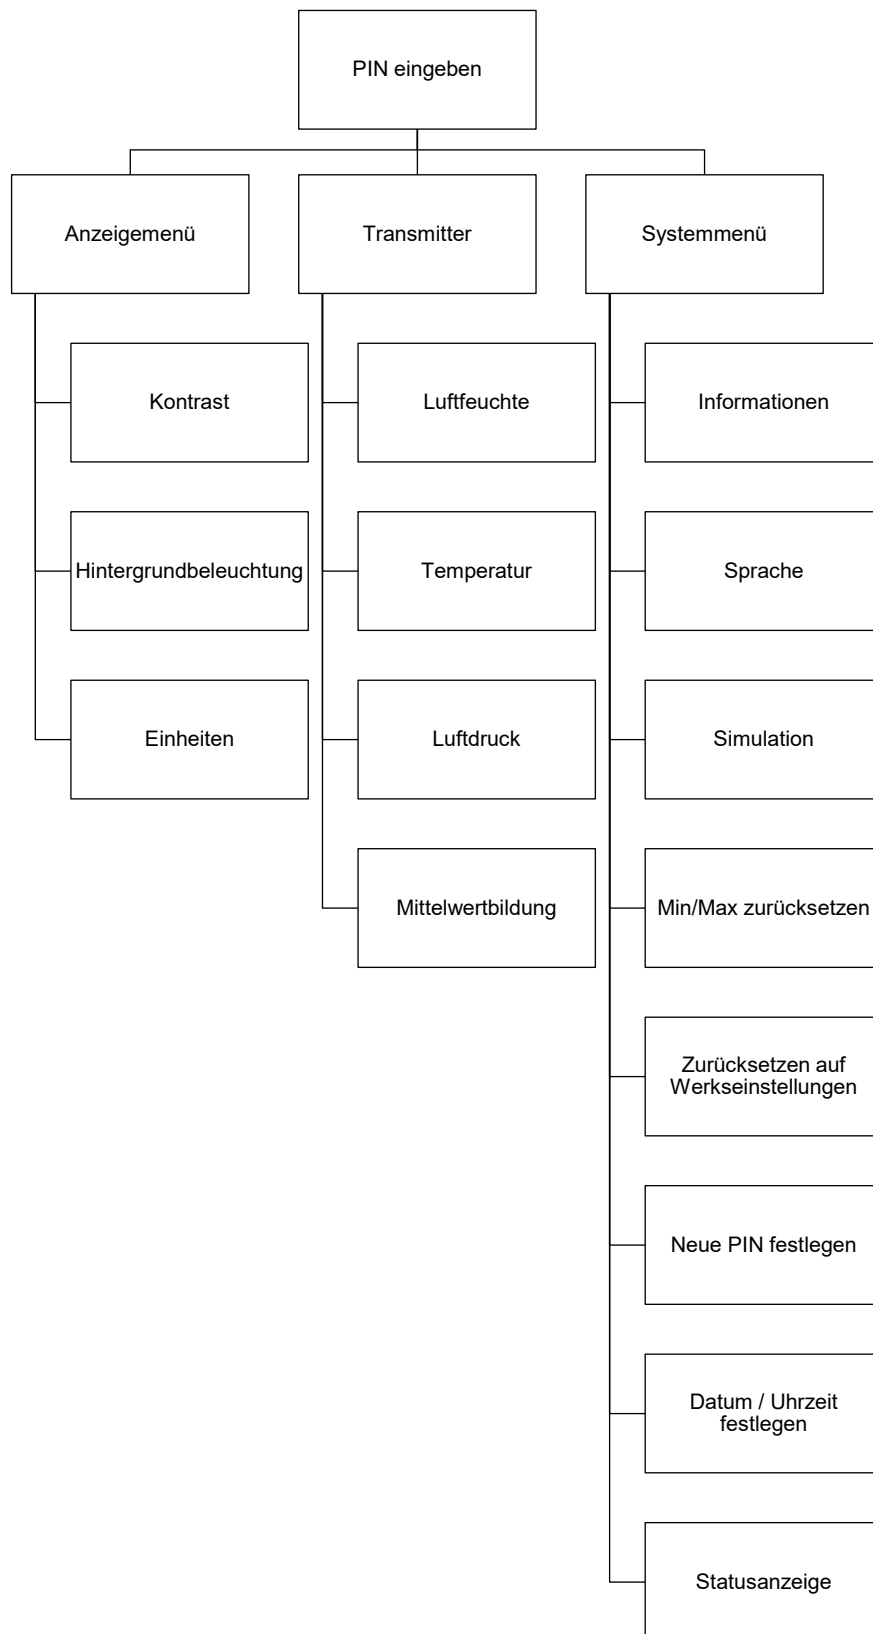 PIN eingeben
Anzeigemenü
Transmitter
Systemmenü
Kontrast
Luftfeuchte
Informationen
Hintergrundbeleuchtung
Temperatur
Sprache
Einheiten
Luftdruck
Simulation
Mittelwertbildung
Min/Max zurücksetzen
Zurücksetzen auf
Werkseinstellungen
Neue PIN festlegen
Datum / Uhrzeit
festlegen
Statusanzeige